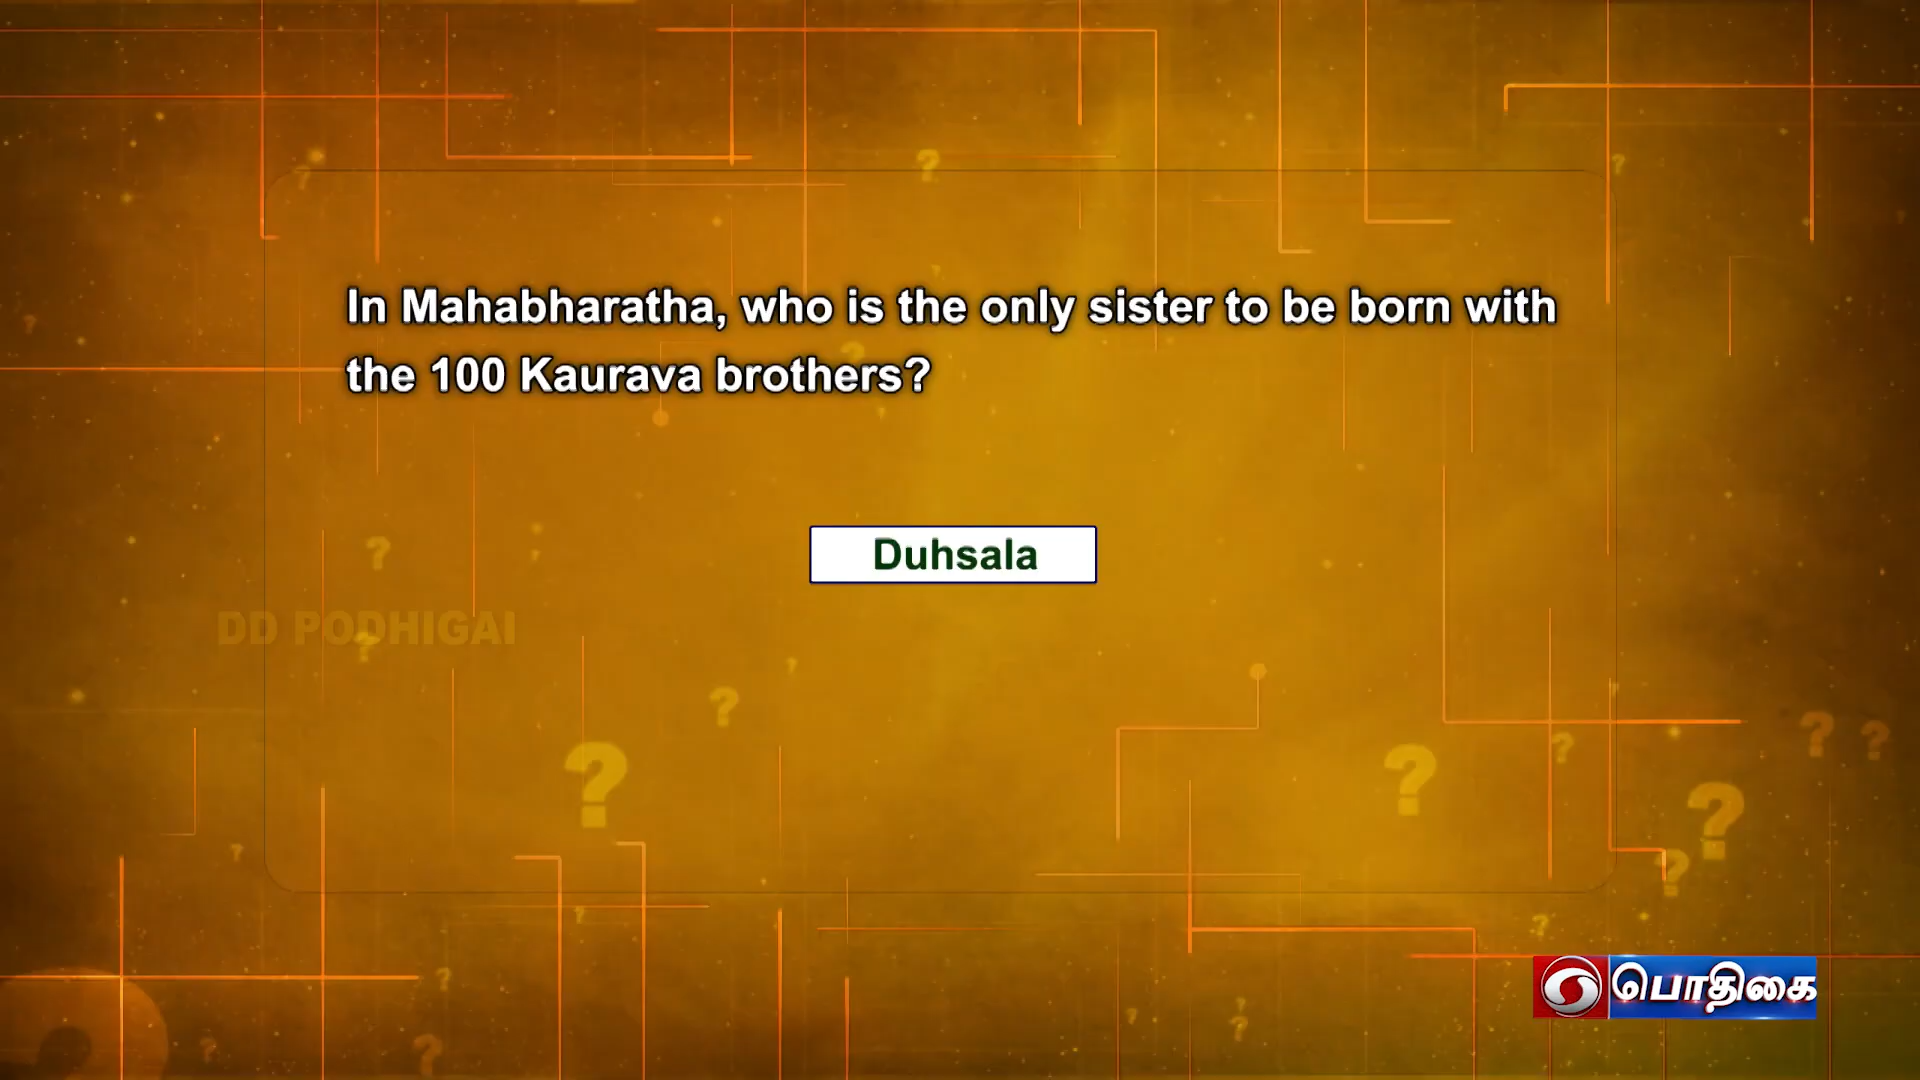 In Mahabharatha, who is the only sister to be born with
the 100 Kaurava brothers?
Duhsala
DD PODHIGAI
பொதிகை